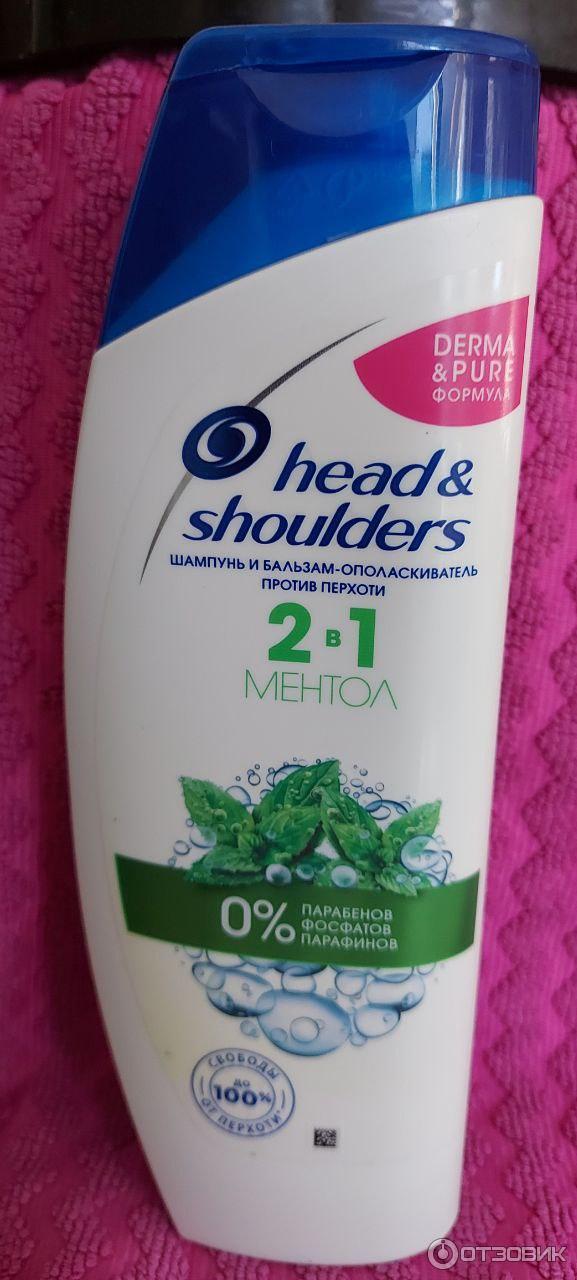 DERMA
& PURE
ФОРМУЛА
head &
shoulders
ШАМПУНЬ И БАЛЬЗАМ-ОПОЛАСКИВАТЕЛЬ
ПРОТИВ ПЕРХОТИ
2 в 1
МЕНТОЛ
0% ПАРАБЕНОВ
ФОСФАТОВ
ПАРАФИНОВ
СВОБОДЫ
ДО
100%
ОТ ПЕРХОТИ*
ОТЗОВИК